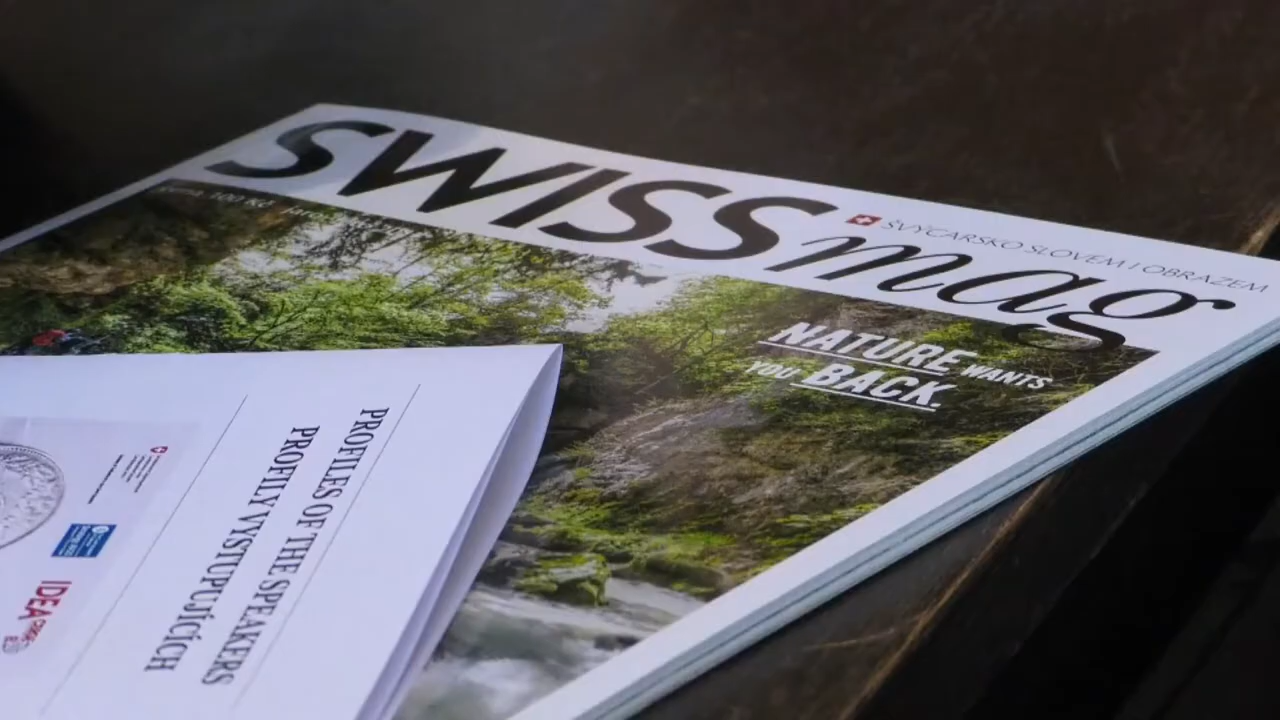 SWISSmag
ŠVÝCARSKO SLOVEM I OBRAZEM
NATURE WANTS
YOU BACK.
PROFILES OF THE SPEAKERS
PROFILY VYSTUPUJÍCÍCH
IDEA